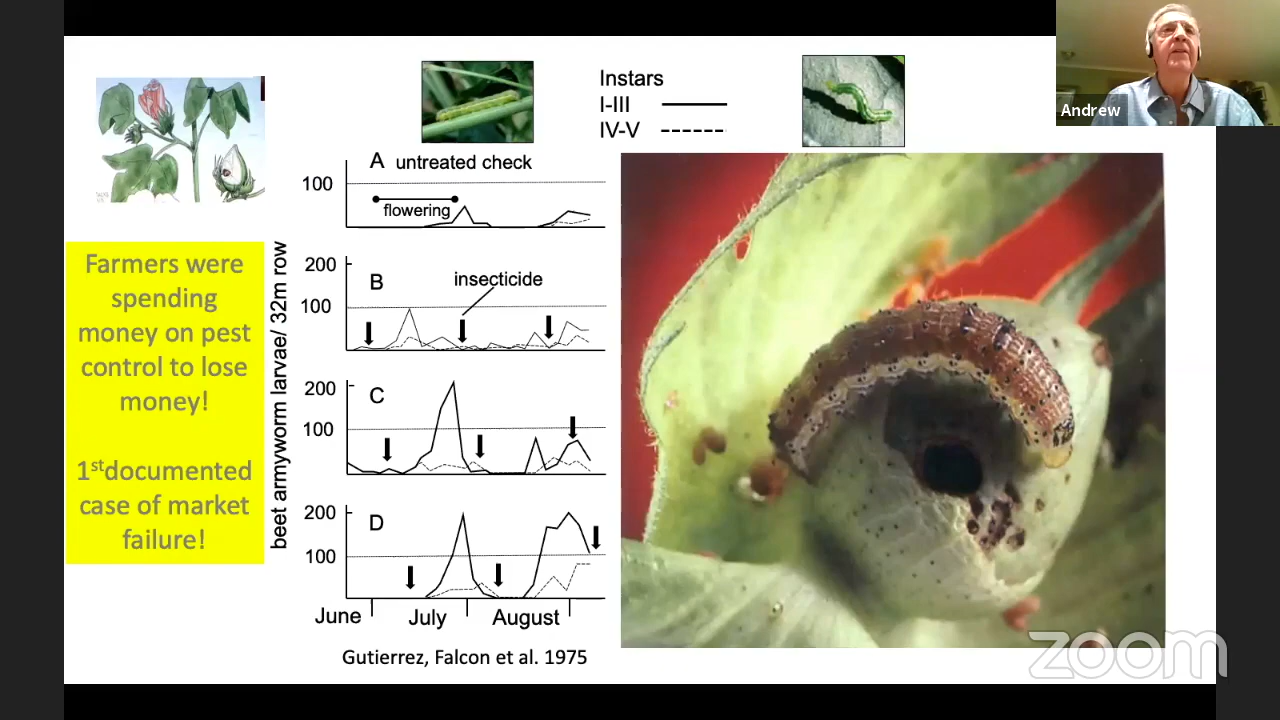 Andrew
Instars
I-III
IV-V
A untreated check
100
flowering
Farmers were
spending
money on pest
control to lose
money!
1stdocumented
case of market
failure!
beet armyworm larvae/ 32m row
200
B
insecticide
100
200
C
100
200
D
100
June
July
August
Gutierrez, Falcon et al. 1975
zoom